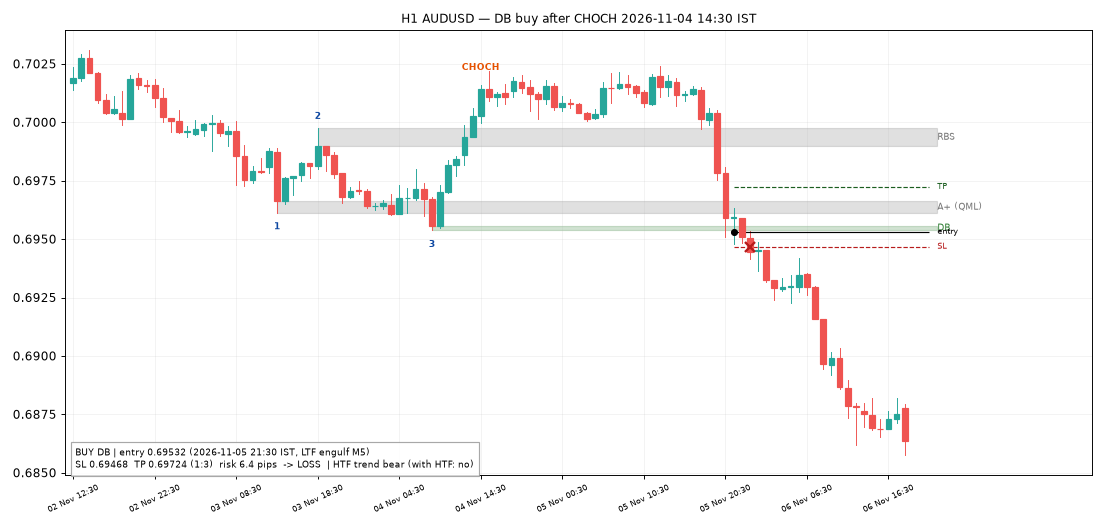 H1 AUDUSD — DB buy after CHOCH 2026-11-04 14:30 IST
0.7025
0.7000
0.6975
0.6950
0.6925
0.6900
0.6875
0.6850
CHOCH
2
1
3
RBS
TP
A+ (QML)
DB
entry
SL
BUY DB | entry 0.69532 (2026-11-05 21:30 IST, LTF engulf M5)
SL 0.69468  TP 0.69724 (1:3)  risk 6.4 pips  -> LOSS  | HTF trend bear (with HTF: no)
02 Nov 12:30
02 Nov 22:30
03 Nov 08:30
03 Nov 18:30
04 Nov 04:30
04 Nov 14:30
05 Nov 00:30
05 Nov 10:30
05 Nov 20:30
06 Nov 06:30
06 Nov 16:30